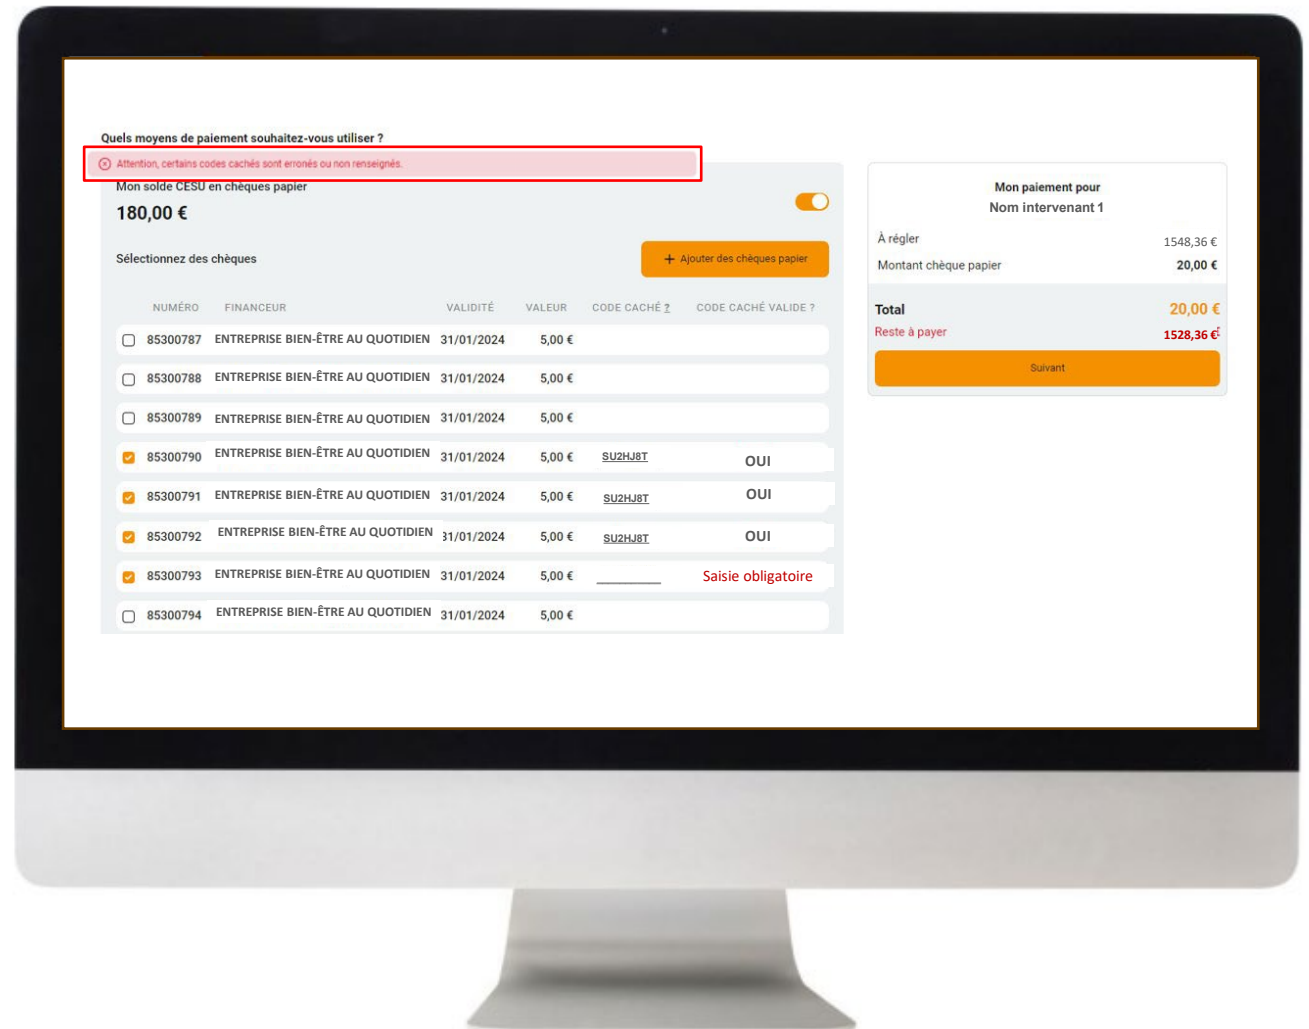 Quels moyens de paiement souhaitez-vous utiliser ?
Attention, certains codes cachés sont erronés ou non renseignés.
Mon solde CESU en chèques papier
180,00 €
Sélectionnez des chèques
+ Ajouter des chèques papier
NUMÉRO FINANCEUR VALIDITÉ VALEUR CODE CACHÉ ? CODE CACHÉ VALIDE ?
85300787 ENTREPRISE BIEN-ÊTRE AU QUOTIDIEN 31/01/2024 5,00 €
85300788 ENTREPRISE BIEN-ÊTRE AU QUOTIDIEN 31/01/2024 5,00 €
85300789 ENTREPRISE BIEN-ÊTRE AU QUOTIDIEN 31/01/2024 5,00 €
85300790 ENTREPRISE BIEN-ÊTRE AU QUOTIDIEN 31/01/2024 5,00 € SU2HJ8T OUI
85300791 ENTREPRISE BIEN-ÊTRE AU QUOTIDIEN 31/01/2024 5,00 € SU2HJ8T OUI
85300792 ENTREPRISE BIEN-ÊTRE AU QUOTIDIEN 31/01/2024 5,00 € SU2HJ8T OUI
85300793 ENTREPRISE BIEN-ÊTRE AU QUOTIDIEN 31/01/2024 5,00 € Saisie obligatoire
85300794 ENTREPRISE BIEN-ÊTRE AU QUOTIDIEN 31/01/2024 5,00 €
Mon paiement pour
Nom intervenant 1
À régler 1548,36 €
Montant chèque papier 20,00 €
Total 20,00 €
Reste à payer 1528,36 €
Suivant